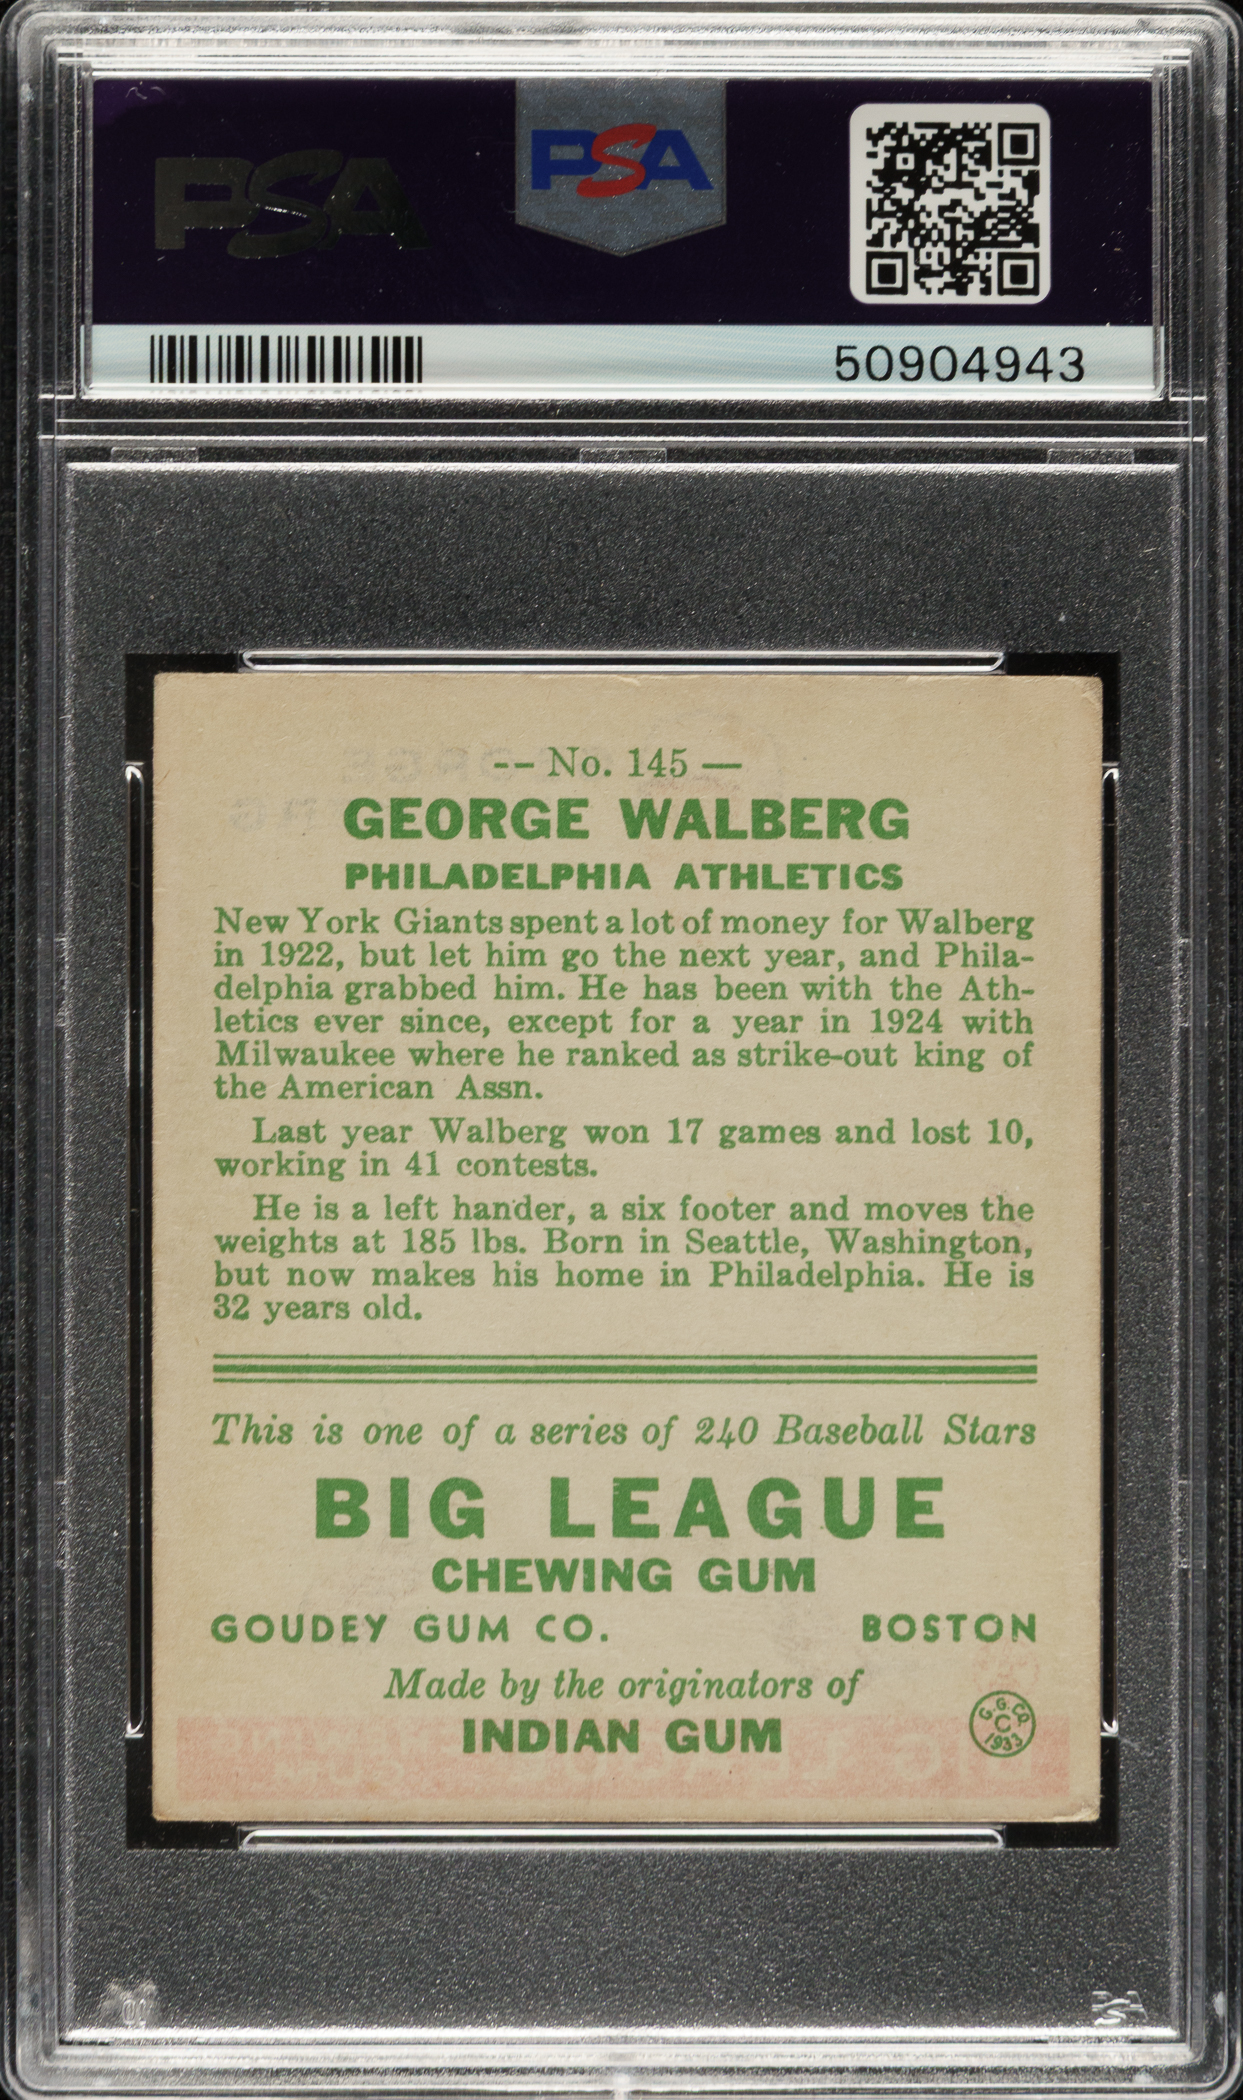 PSA
PSA
50904943
-- No. 145 —
GEORGE WALBERG
PHILADELPHIA ATHLETICS
New York Giants spent a lot of money for Walberg
in 1922, but let him go the next year, and Phila-
delphia grabbed him. He has been with the Ath-
letics ever since, except for a year in 1924 with
Milwaukee where he ranked as strike-out king of
the American Assn.
Last year Walberg won 17 games and lost 10,
working in 41 contests.
He is a left hander, a six footer and moves the
weights at 185 lbs. Born in Seattle, Washington,
but now makes his home in Philadelphia. He is
32 years old.
This is one of a series of 240 Baseball Stars
BIG LEAGUE
CHEWING GUM
GOUDEY GUM CO. BOSTON
Made by the originators of
INDIAN GUM
G. G. CO.
C
1933
PSA